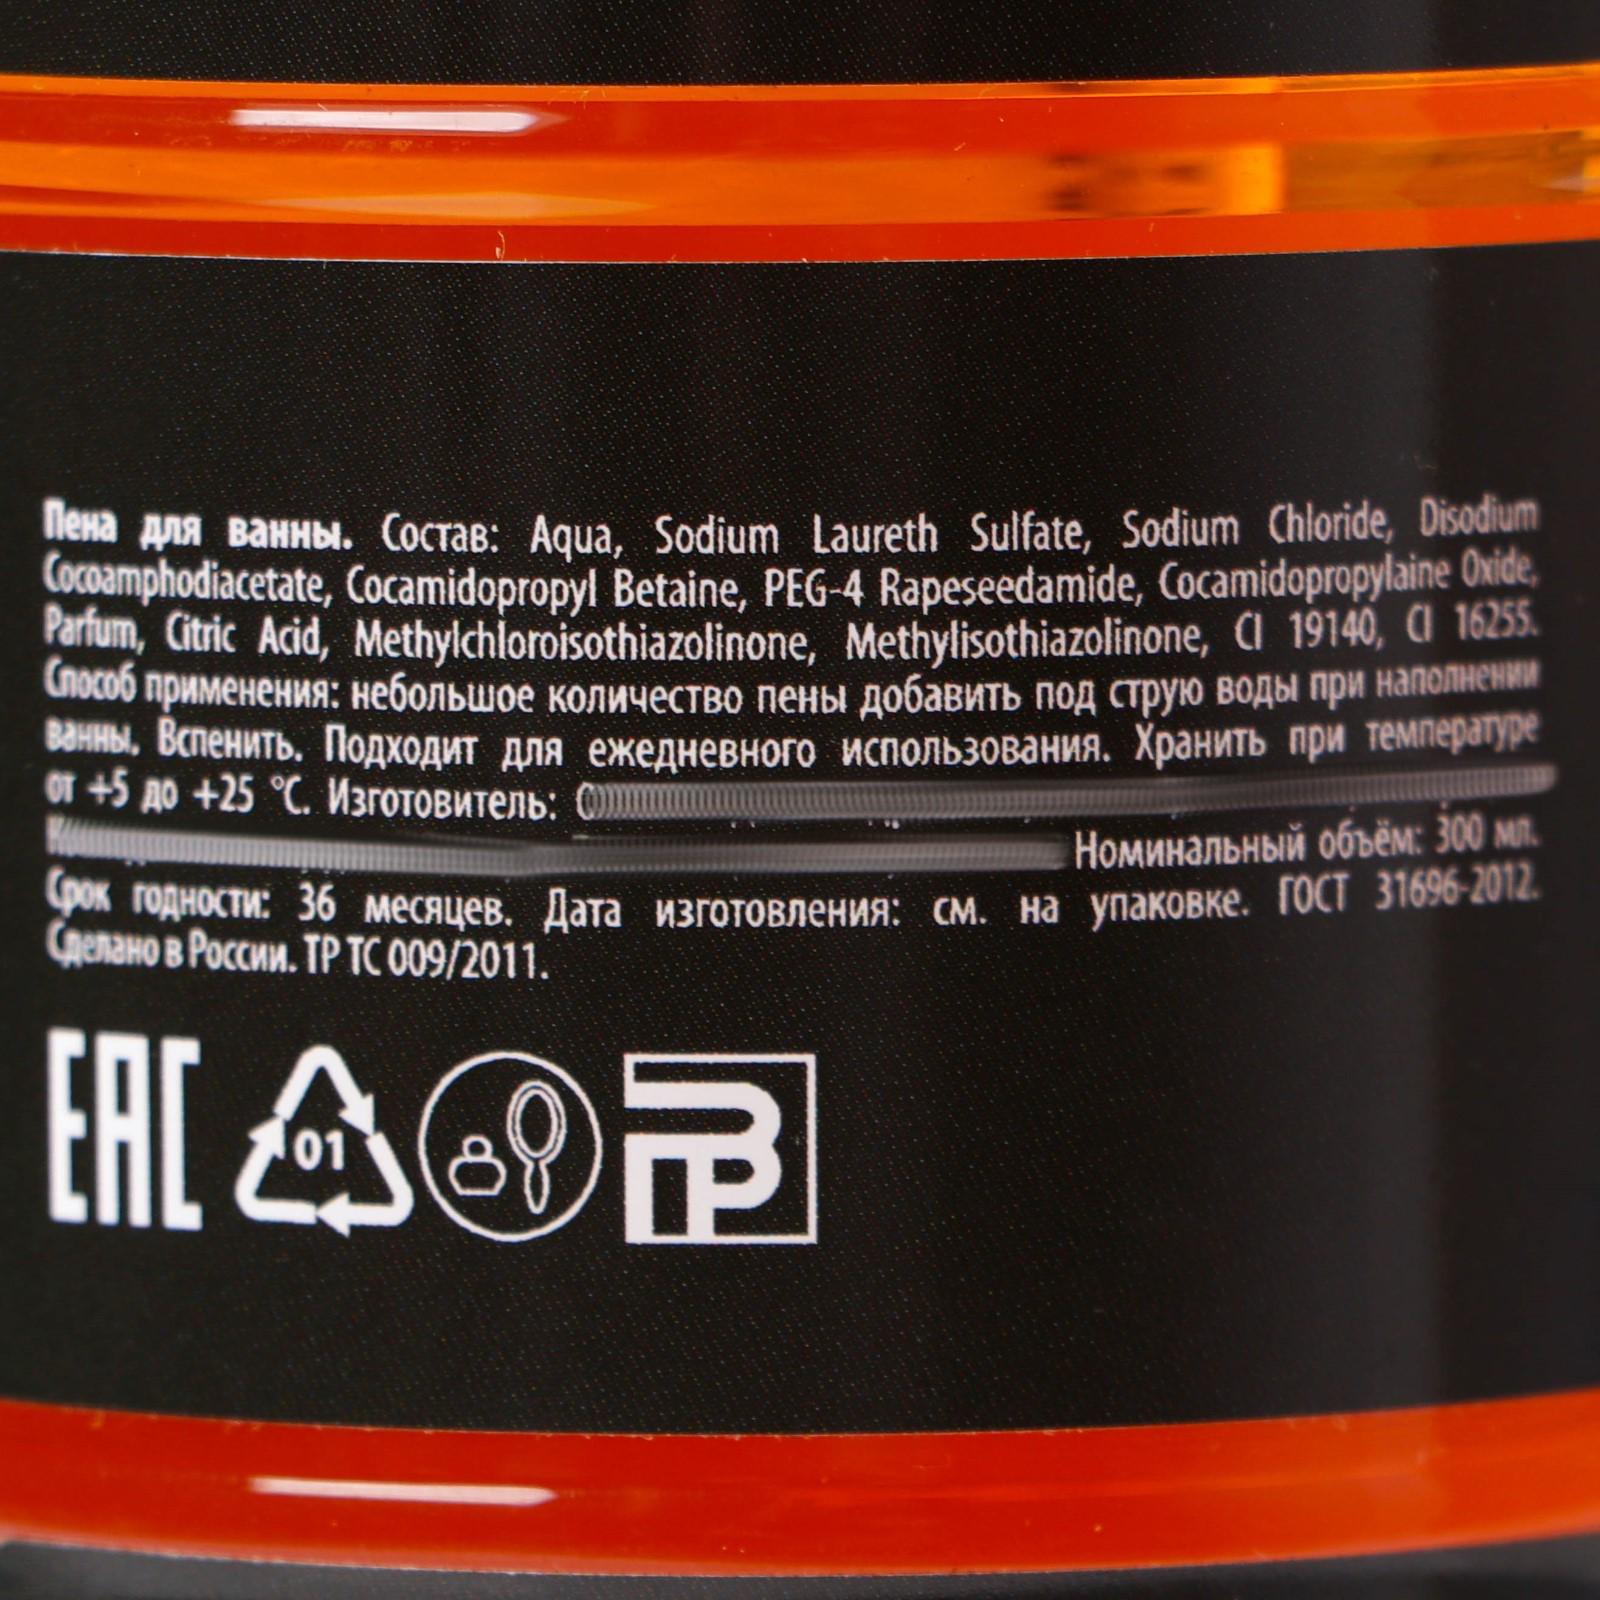 Пена для ванны. Состав: Aqua, Sodium Laureth Sulfate, Sodium Chloride, Disodium
Cocoamphodiacetate, Cocamidopropyl Betaine, PEG-4 Rapeseedamide, Cocamidopropylaine Oxide,
Parfum, Citric Acid, Methylchloroisothiazolinone, Methylisothiazolinone, CI 19140, CI 16255.
Способ применения: небольшое количество пены добавить под струю воды при наполнении
ванны. Вспенить. Подходит для ежедневного использования. Хранить при температуре
от +5 до +25 °C. Изготовитель:
Номинальный объём: 300 мл.
Срок годности: 36 месяцев. Дата изготовления: см. на упаковке. ГОСТ 31696-2012.
Сделано в России. ТР ТС 009/2011.
EAC 01